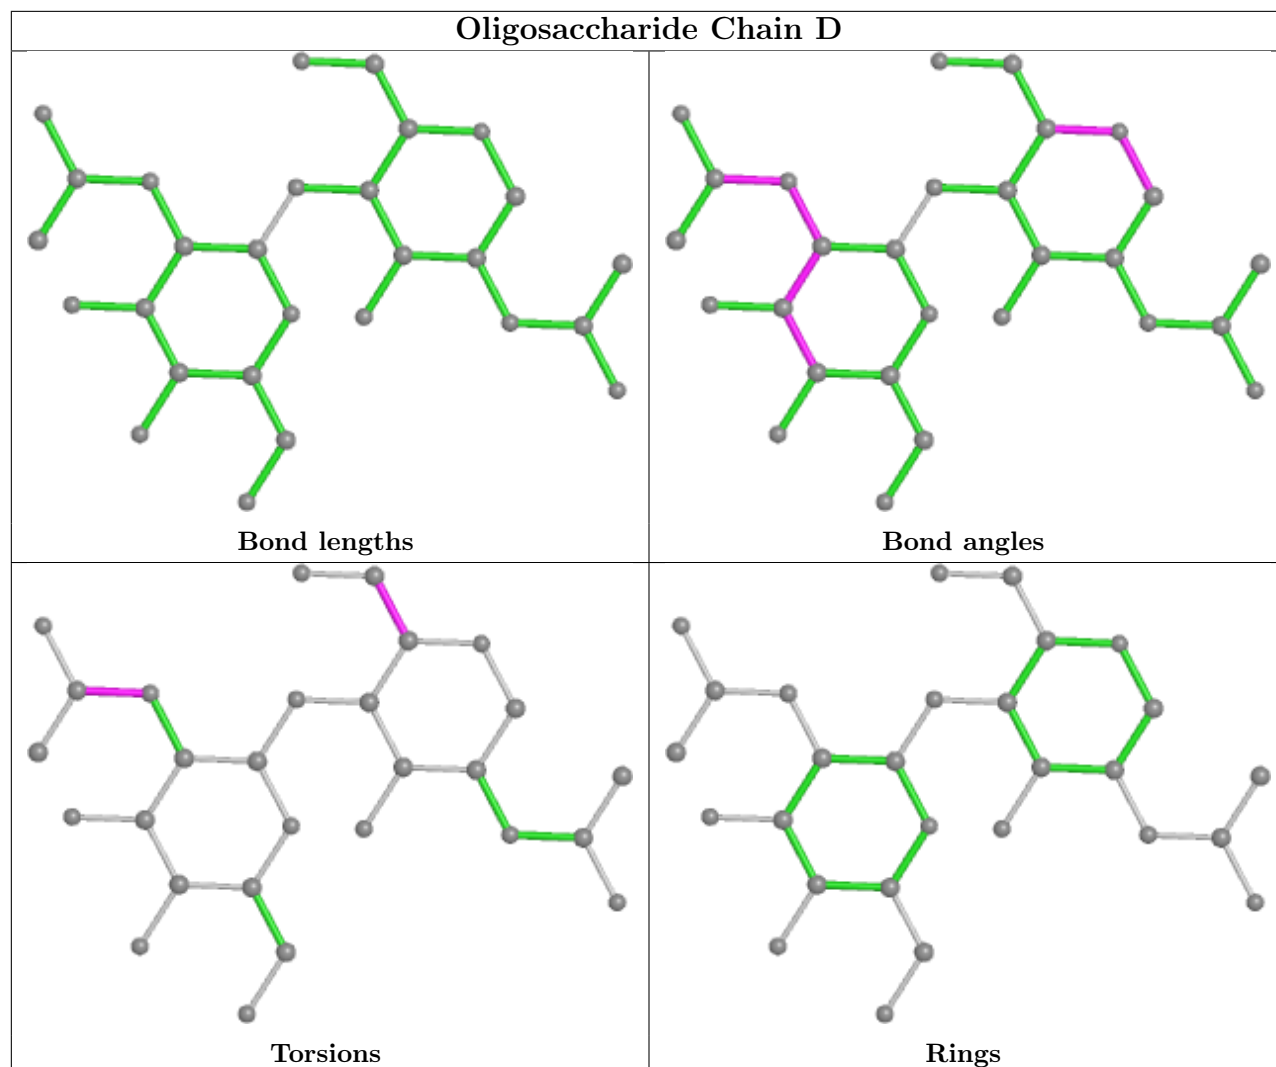 Oligosaccharide Chain D
Bond lengths
Bond angles
Torsions
Rings